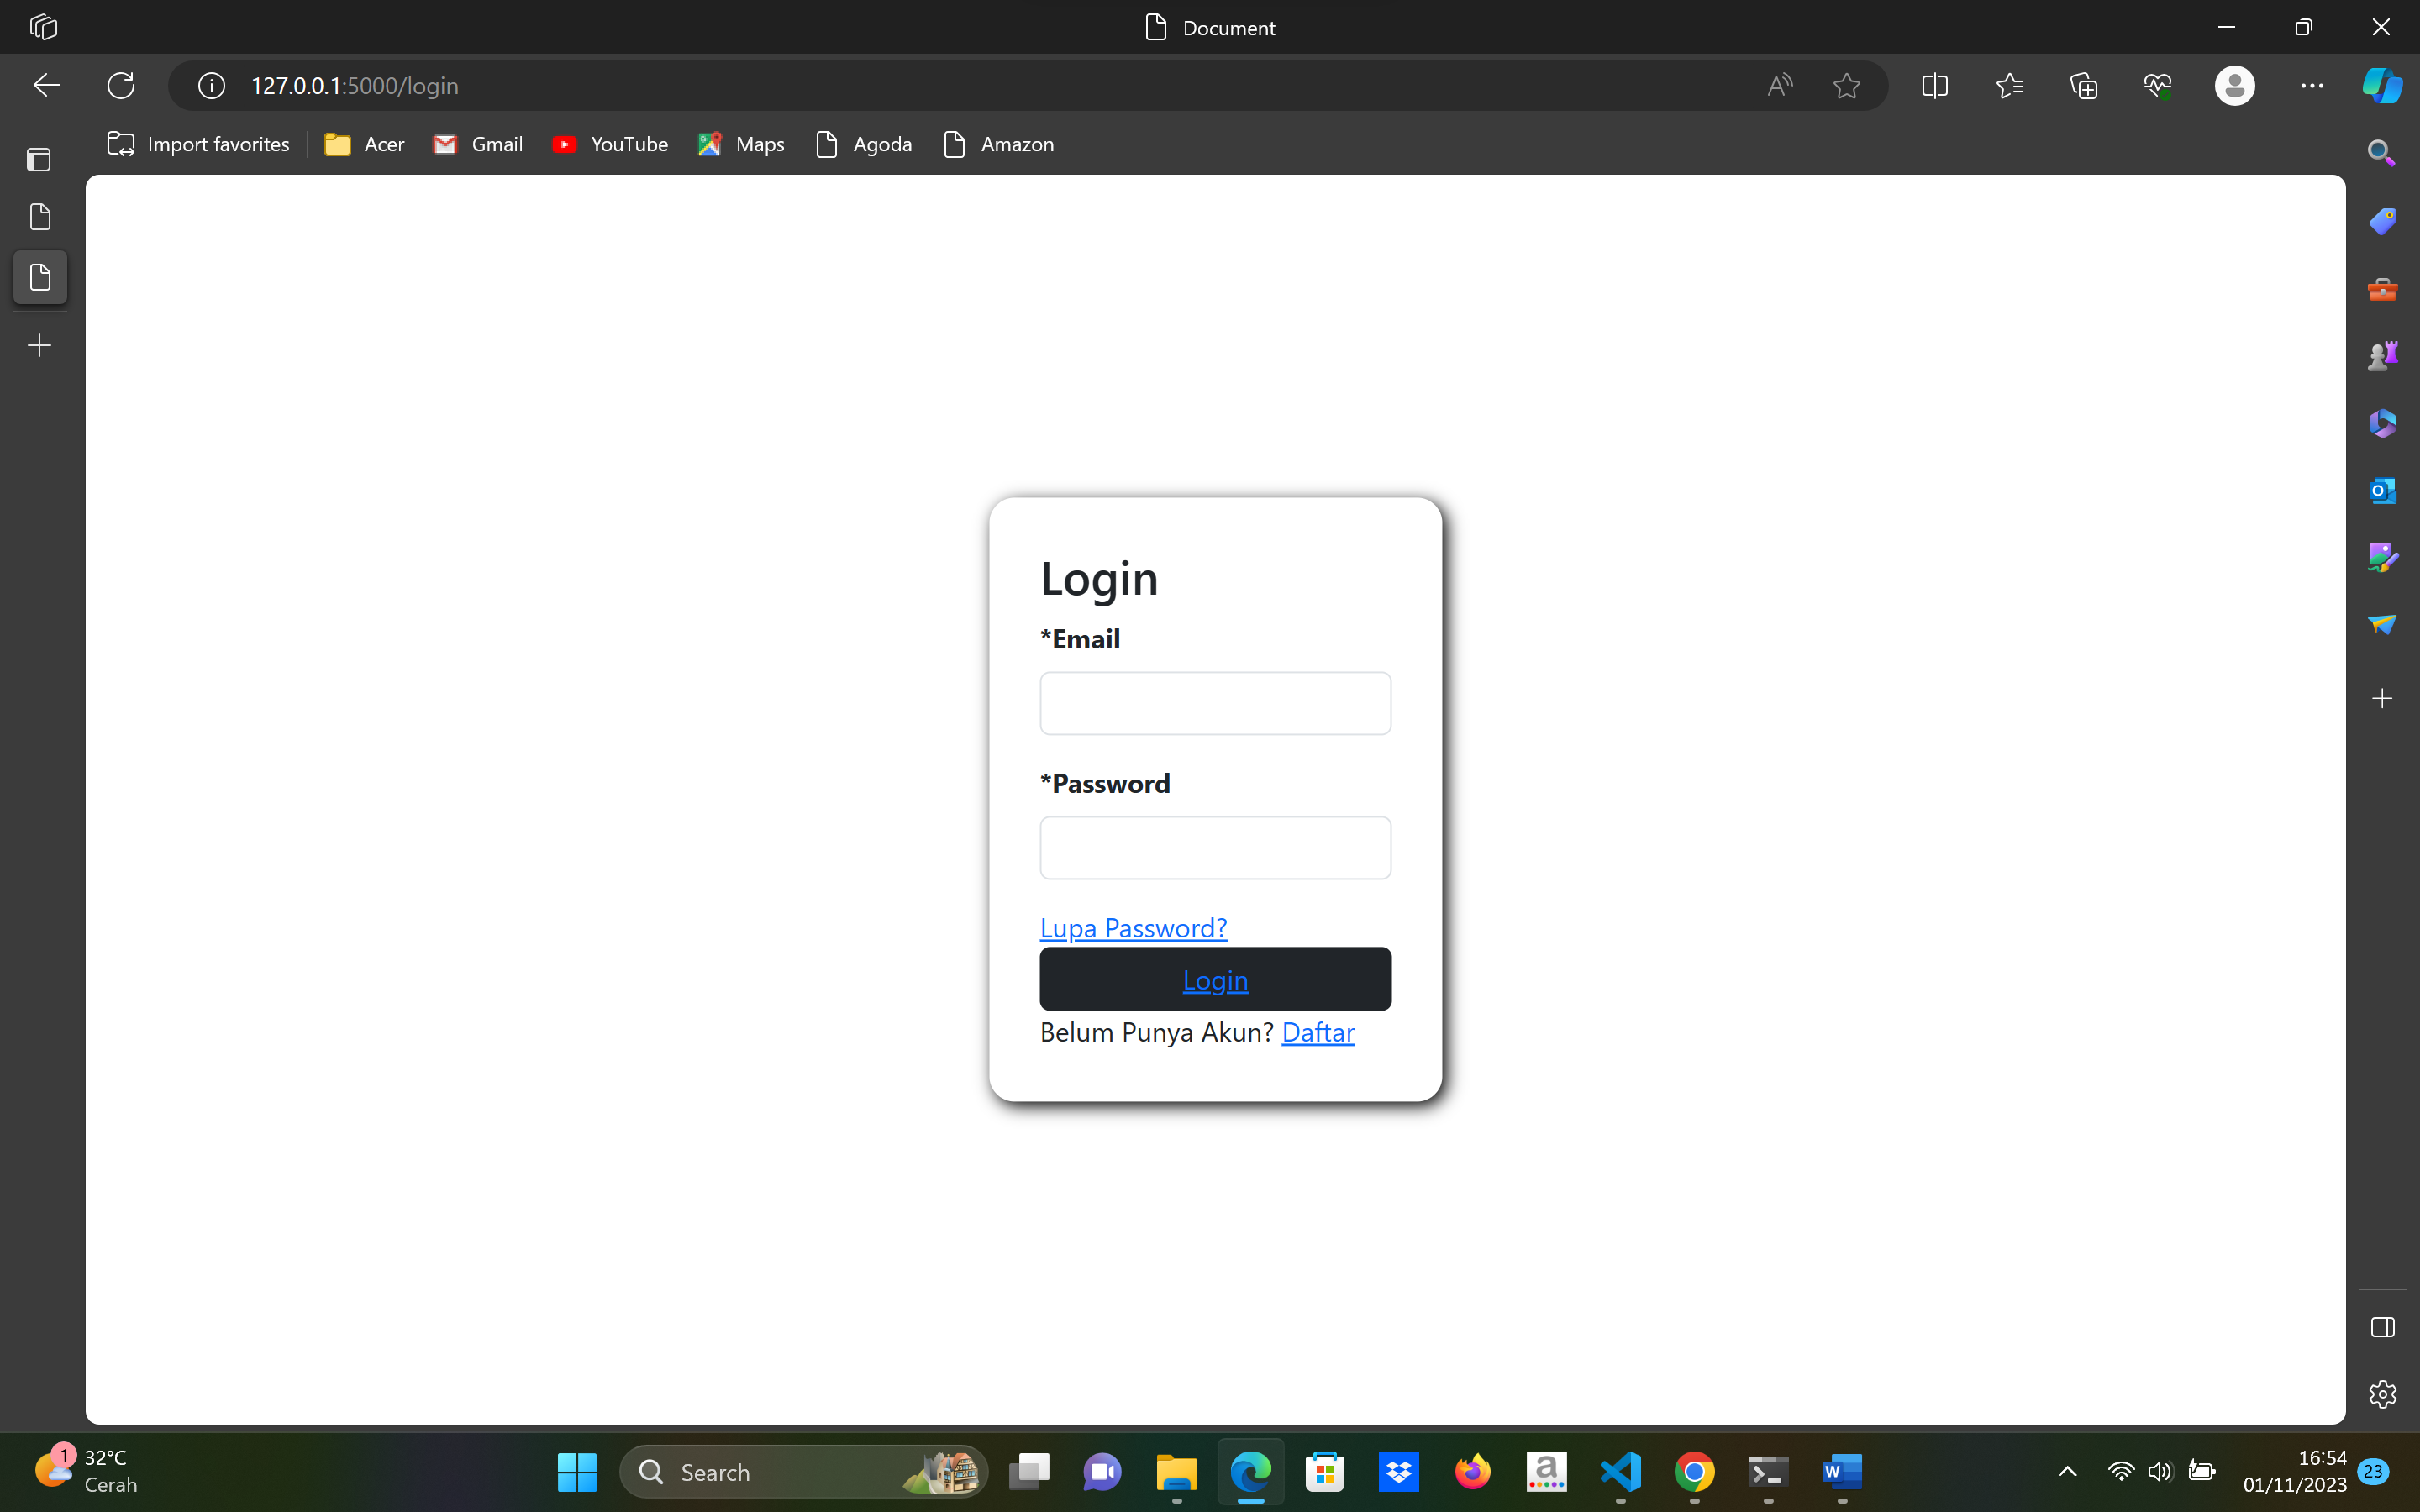 Document
127.0.0.1:5000/login
Import favorites
Acer
Gmail
YouTube
Maps
Agoda
Amazon
Login
*Email
*Password
Lupa Password?
Login
Belum Punya Akun? Daftar
1
32°C
Cerah
Search
16:54
01/11/2023
23